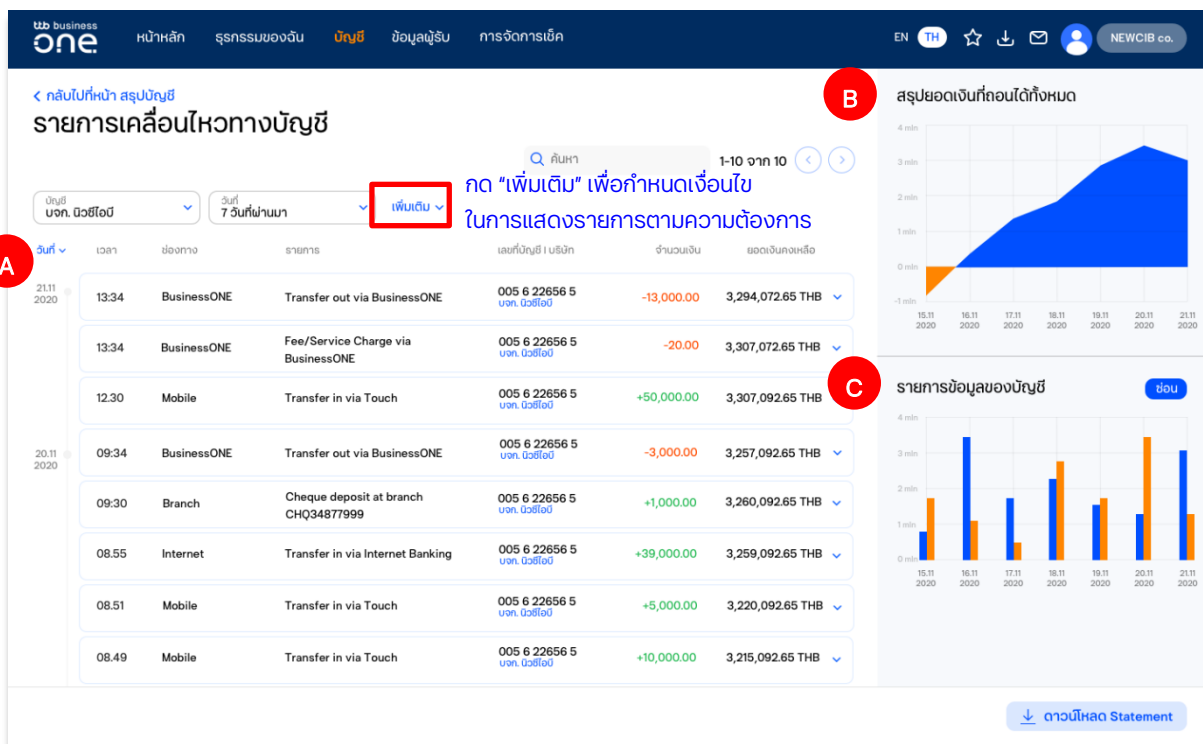 ttb business
one
หน้าหลัก ธุรกรรมของฉัน บัญชี ข้อมูลผู้รับ การจัดการเช็ค
EN TH NEWCIB co.
< กลับไปที่หน้า สรุปบัญชี
รายการเคลื่อนไหวทางบัญชี
ค้นหา 1-10 จาก 10
บัญชี
บจก. นิวซีไอบี
วันที่
7 วันที่ผ่านมา
เพิ่มเติม
กด “เพิ่มเติม” เพื่อกำหนดเงื่อนไข
ในการแสดงรายการตามความต้องการ
A
วันที่ เวลา ช่องทาง รายการ เลขที่บัญชี | บริษัท จำนวนเงิน ยอดเงินคงเหลือ
21.11
2020
13:34 BusinessONE Transfer out via BusinessONE 005 6 22656 5 -13,000.00 3,294,072.65 THB
บจก. นิวซีไอบี
13:34 BusinessONE Fee/Service Charge via 005 6 22656 5 -20.00 3,307,072.65 THB
BusinessONE บจก. นิวซีไอบี
12.30 Mobile Transfer in via Touch 005 6 22656 5 +50,000.00 3,307,092.65 THB
บจก. นิวซีไอบี
20.11
2020
09:34 BusinessONE Transfer out via BusinessONE 005 6 22656 5 -3,000.00 3,257,092.65 THB
บจก. นิวซีไอบี
09:30 Branch Cheque deposit at branch 005 6 22656 5 +1,000.00 3,260,092.65 THB
CHQ34877999 บจก. นิวซีไอบี
08.55 Internet Transfer in via Internet Banking 005 6 22656 5 +39,000.00 3,259,092.65 THB
บจก. นิวซีไอบี
08.51 Mobile Transfer in via Touch 005 6 22656 5 +5,000.00 3,220,092.65 THB
บจก. นิวซีไอบี
08.49 Mobile Transfer in via Touch 005 6 22656 5 +10,000.00 3,215,092.65 THB
บจก. นิวซีไอบี
B
สรุปยอดเงินที่ถอนได้ทั้งหมด
4 mln
3 mln
2 mln
1 mln
0 mln
-1 mln
15.11 16.11 17.11 18.11 19.11 20.11 21.11
2020 2020 2020 2020 2020 2020 2020
C
รายการข้อมูลของบัญชี ซ่อน
4 mln
3 mln
2 mln
1 mln
0 mln
15.11 16.11 17.11 18.11 19.11 20.11 21.11
2020 2020 2020 2020 2020 2020 2020
ดาวน์โหลด Statement